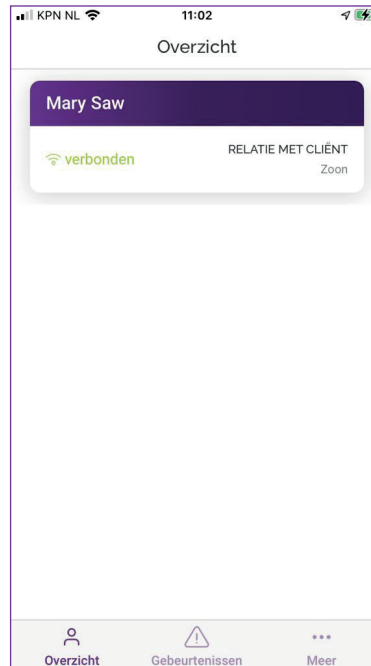 KPN NL 11:02
Overzicht
Mary Saw
verbonden
RELATIE MET CLIËNT
Zoon
Overzicht Gebeurtenissen Meer